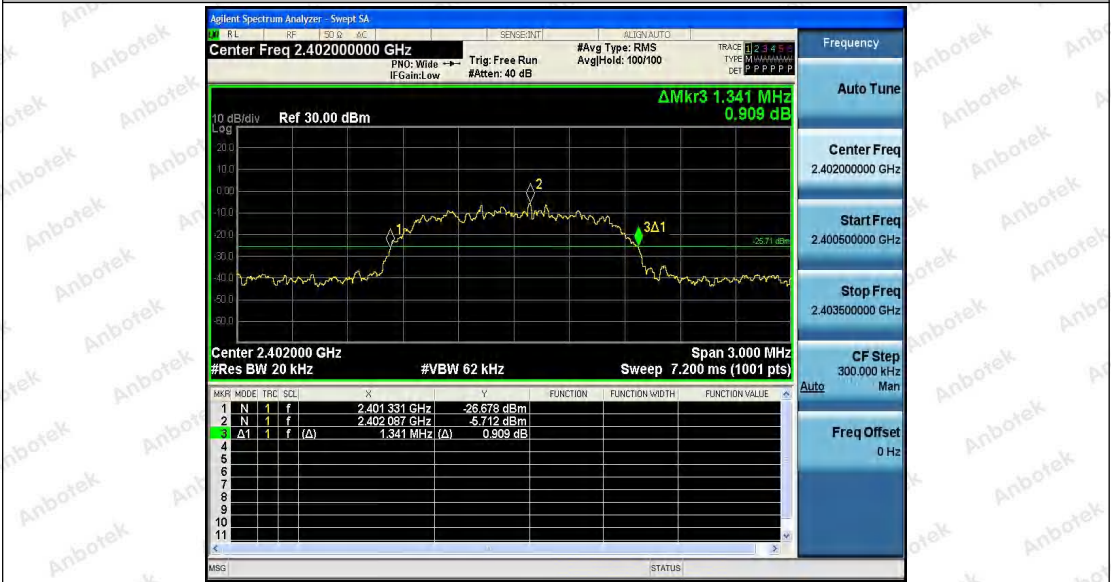 Agilent Spectrum Analyzer - Swept SA
RL RF 50 Ω AC SENSE:INT ALIGNAUTO
Center Freq 2.402000000 GHz
PNO: Wide
IFGain:Low
Trig: Free Run
#Atten: 40 dB
#Avg Type: RMS
Avg|Hold: 100/100
TRACE 1 2 3 4 5 6
TYPE M
DET P P P P P P
ΔMkr3 1.341 MHz
0.909 dB
10 dB/div Ref 30.00 dBm
Log
20.0
10.0
0.00
-10.0
-20.0
-30.0
-40.0
-50.0
-60.0
1
2
3Δ1
-25.71 dBm
Center 2.402000 GHz Span 3.000 MHz
#Res BW 20 kHz #VBW 62 kHz Sweep 7.200 ms (1001 pts)
MKR MODE TRC SCL X Y FUNCTION FUNCTION WIDTH FUNCTION VALUE
1 N 1 f 2.401 331 GHz -26.678 dBm
2 N 1 f 2.402 087 GHz -5.712 dBm
3 Δ1 1 f (Δ) 1.341 MHz (Δ) 0.909 dB
4
5
6
7
8
9
10
11
MSG STATUS
Frequency
Auto Tune
Center Freq
2.402000000 GHz
Start Freq
2.400500000 GHz
Stop Freq
2.403500000 GHz
CF Step
300.000 kHz
Auto Man
Freq Offset
0 Hz
Anbotek